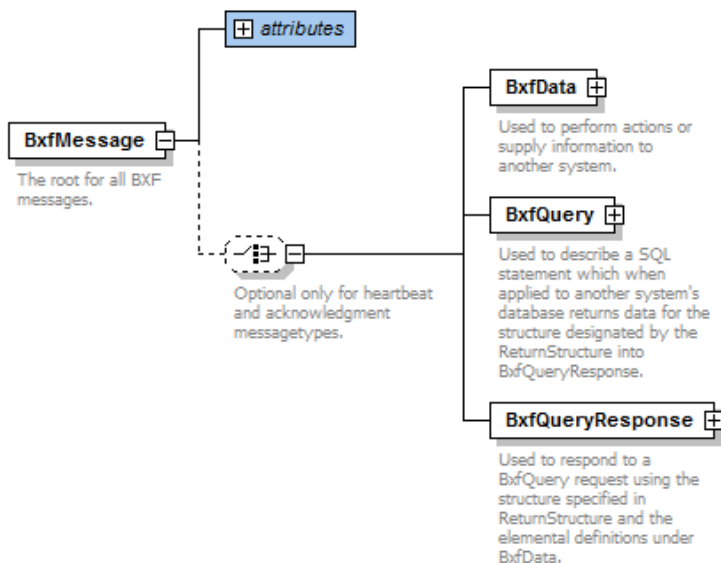 attributes
BxfMessage
The root for all BXF
messages.
Optional only for heartbeat
and acknowledgment
messagetypes.
BxfData
Used to perform actions or
supply information to
another system.
BxfQuery
Used to describe a SQL
statement which when
applied to another system's
database returns data for the
structure designated by the
ReturnStructure into
BxfQueryResponse.
BxfQueryResponse
Used to respond to a
BxfQuery request using the
structure specified in
ReturnStructure and the
elemental definitions under
BxfData.